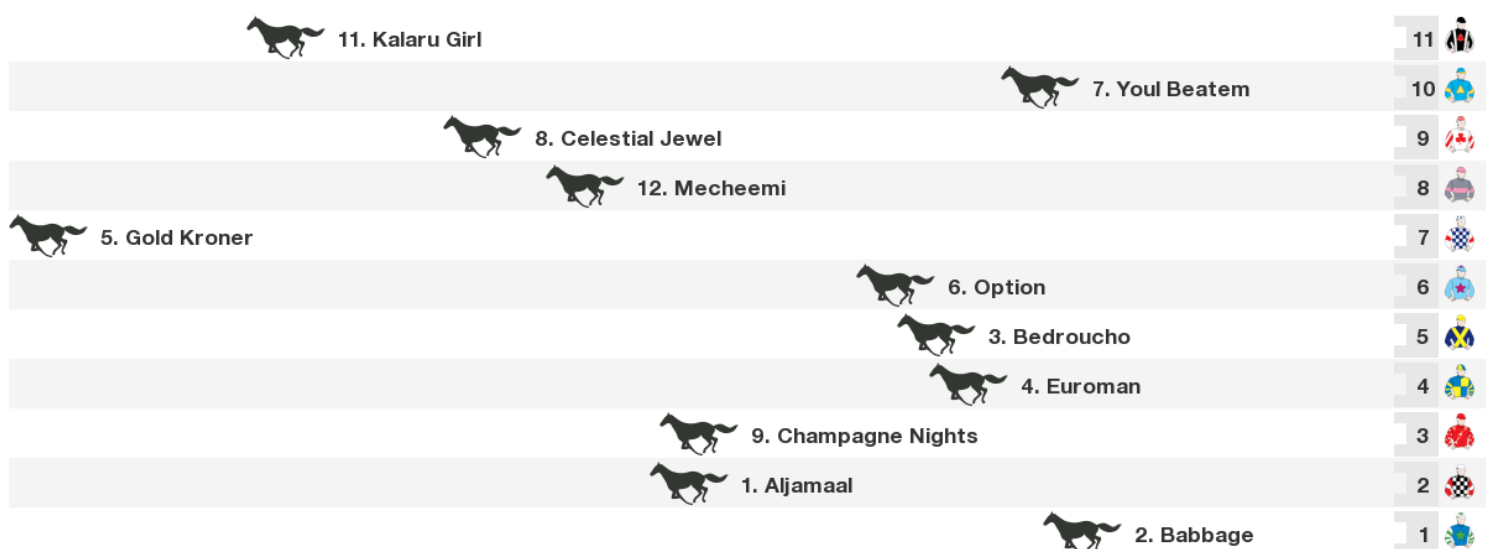 11. Kalaru Girl 11
7. Youl Beatem 10
8. Celestial Jewel 9
12. Mecheemi 8
5. Gold Kroner 7
6. Option 6
3. Bedroucho 5
4. Euroman 4
9. Champagne Nights 3
1. Aljamaal 2
2. Babbage 1